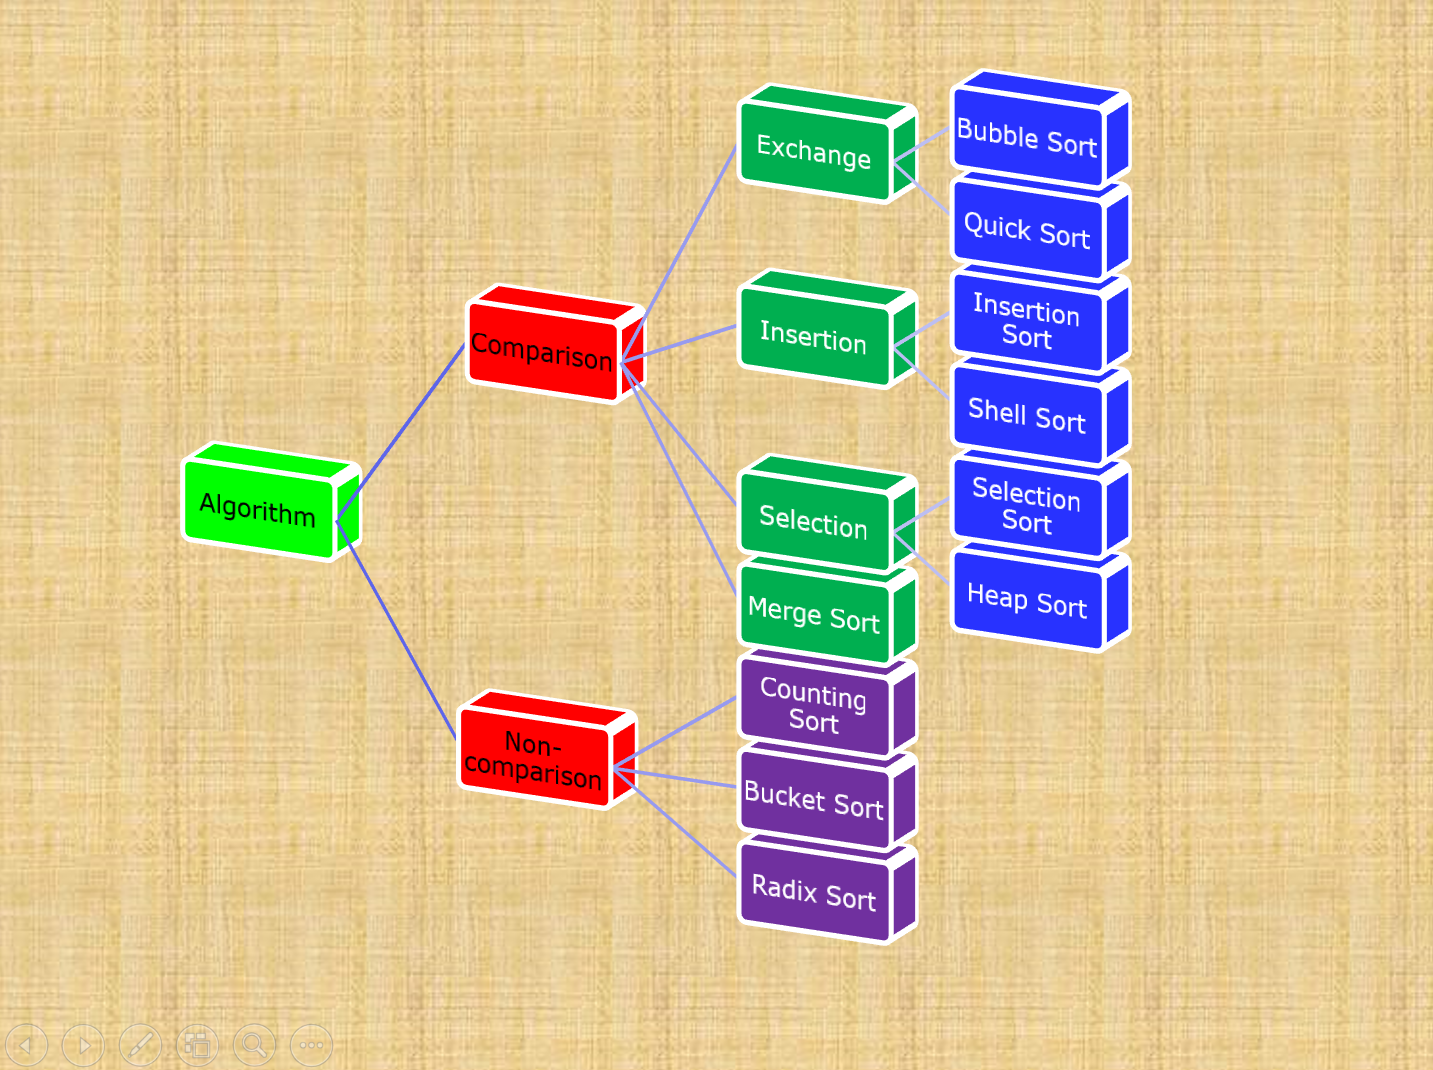 Algorithm
Comparison
Exchange
Bubble Sort
Quick Sort
Insertion
Insertion
Sort
Shell Sort
Selection
Selection
Sort
Heap Sort
Merge Sort
Non-
comparison
Counting
Sort
Bucket Sort
Radix Sort